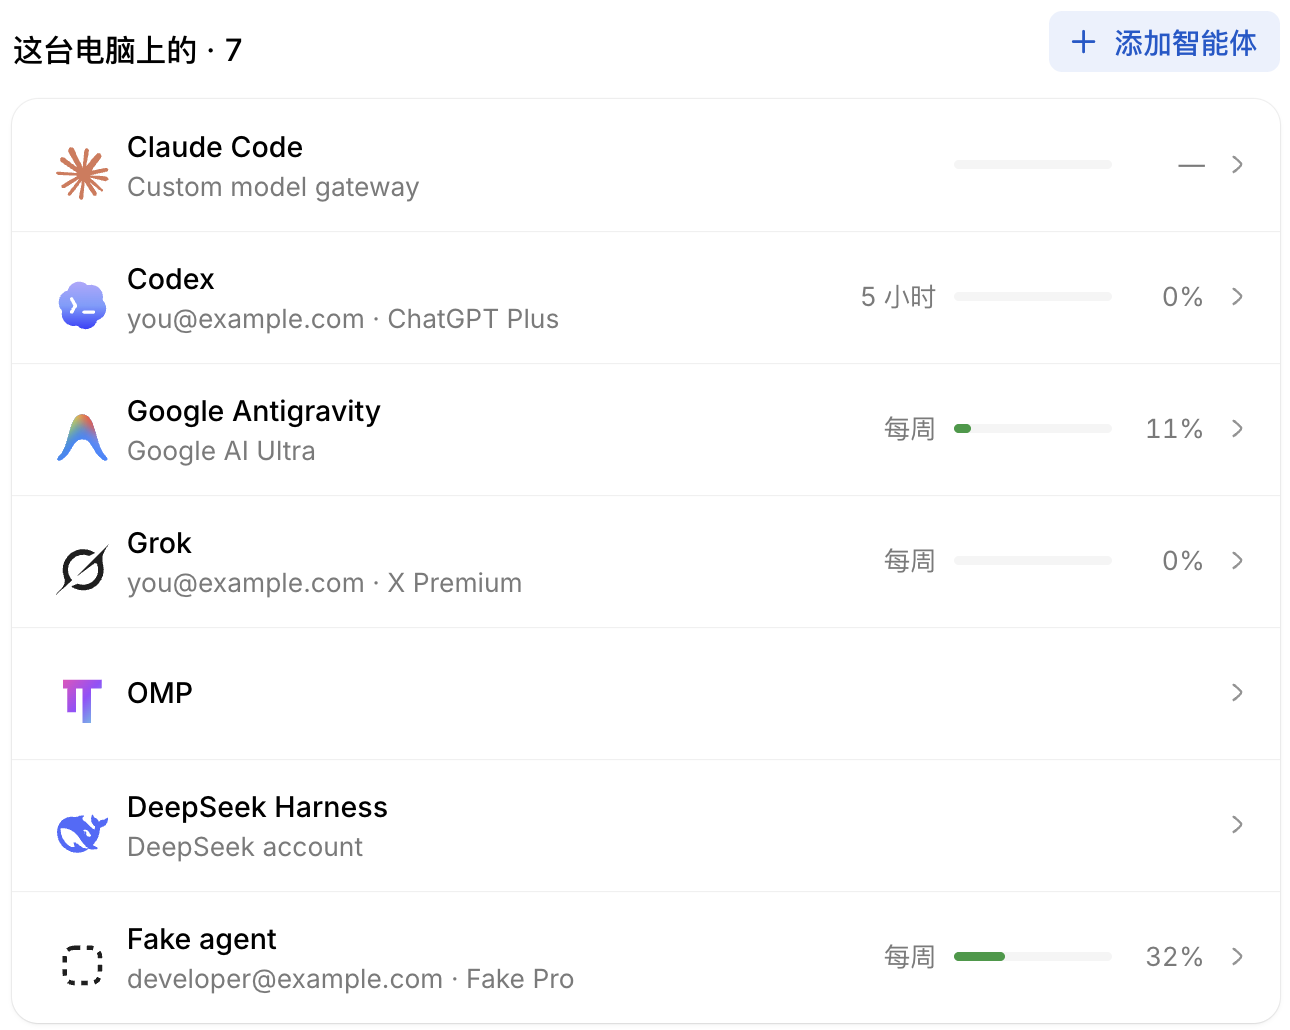 这台电脑上的 · 7
添加智能体
Claude Code
Custom model gateway
—
Codex
you@example.com · ChatGPT Plus
5 小时
0%
Google Antigravity
Google AI Ultra
每周
11%
Grok
you@example.com · X Premium
每周
0%
OMP
DeepSeek Harness
DeepSeek account
Fake agent
developer@example.com · Fake Pro
每周
32%